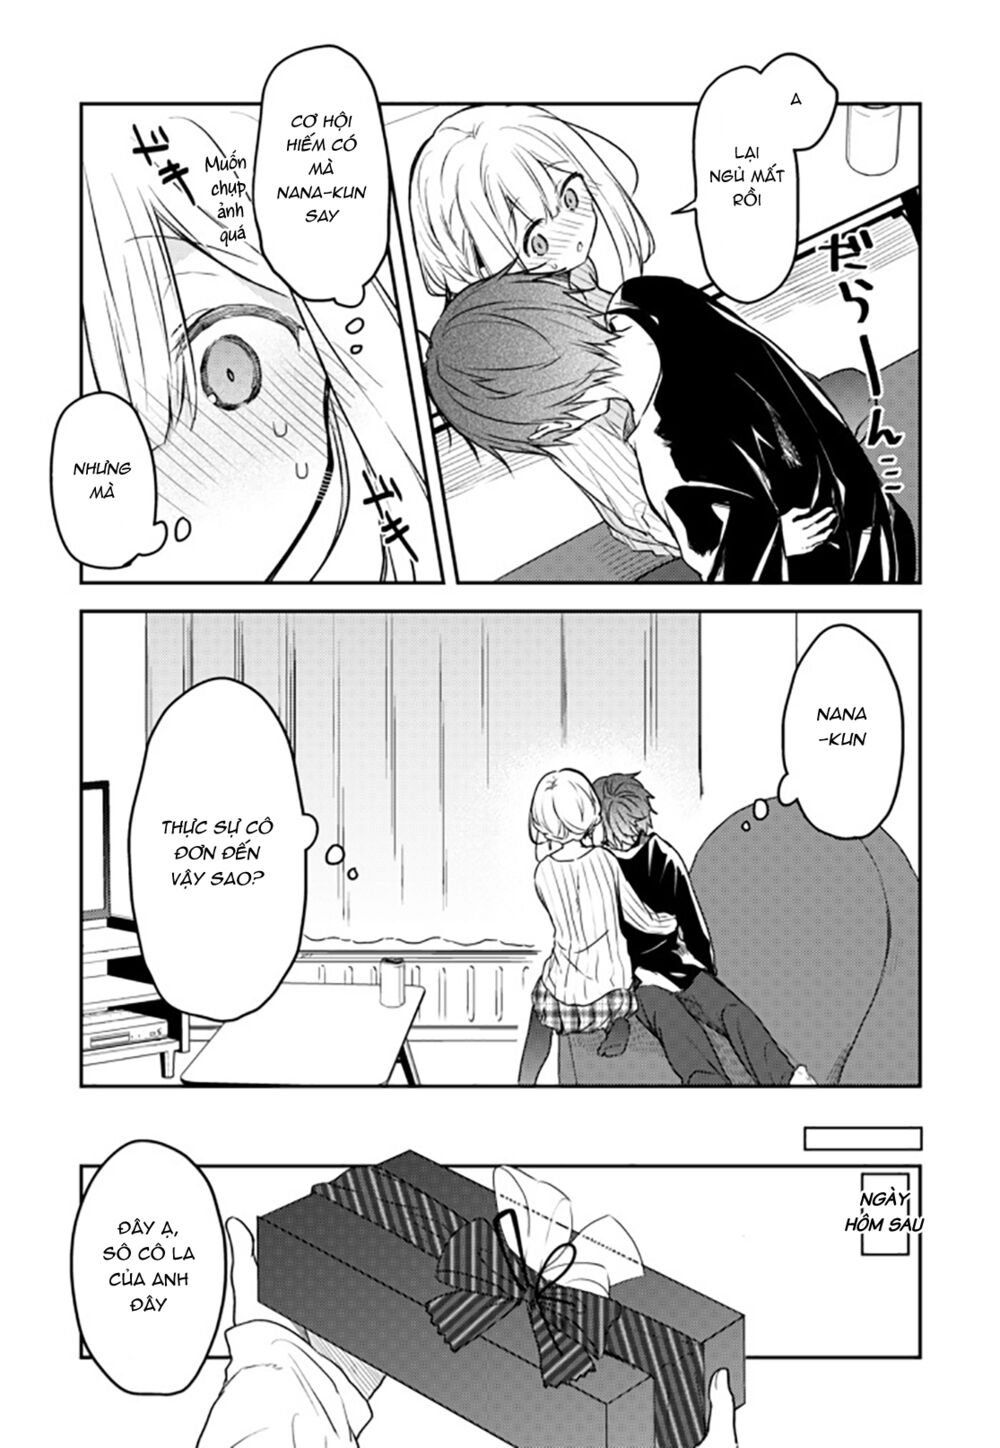 A
LẠI
NGỦ MẤT
RỒI
だらーーん
CƠ HỘI
HIẾM CÓ
MÀ
NANA-KUN
SAY
Muốn
chụp
ảnh
quá
ドキ
ドキ
NHƯNG
MÀ
NANA
-KUN
THỰC SỰ CÔ
ĐƠN ĐẾN
VẬY SAO?
NGÀY
HÔM SAU
ĐÂY Ạ,
SÔ CÔ LA
CỦA ANH
ĐÂY